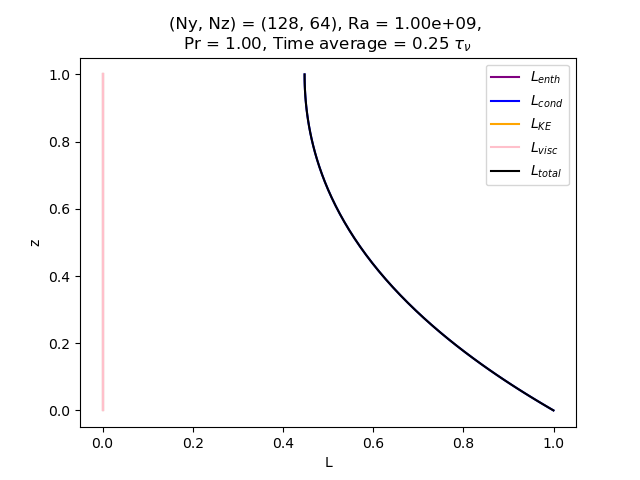 (Ny, Nz) = (128, 64), Ra = 1.00e+09,
Pr = 1.00, Time average = 0.25 τ_ν
1.0
0.8
0.6
0.4
0.2
0.0
z
0.0 0.2 0.4 0.6 0.8 1.0
L
L_enth
L_cond
L_KE
L_visc
L_total